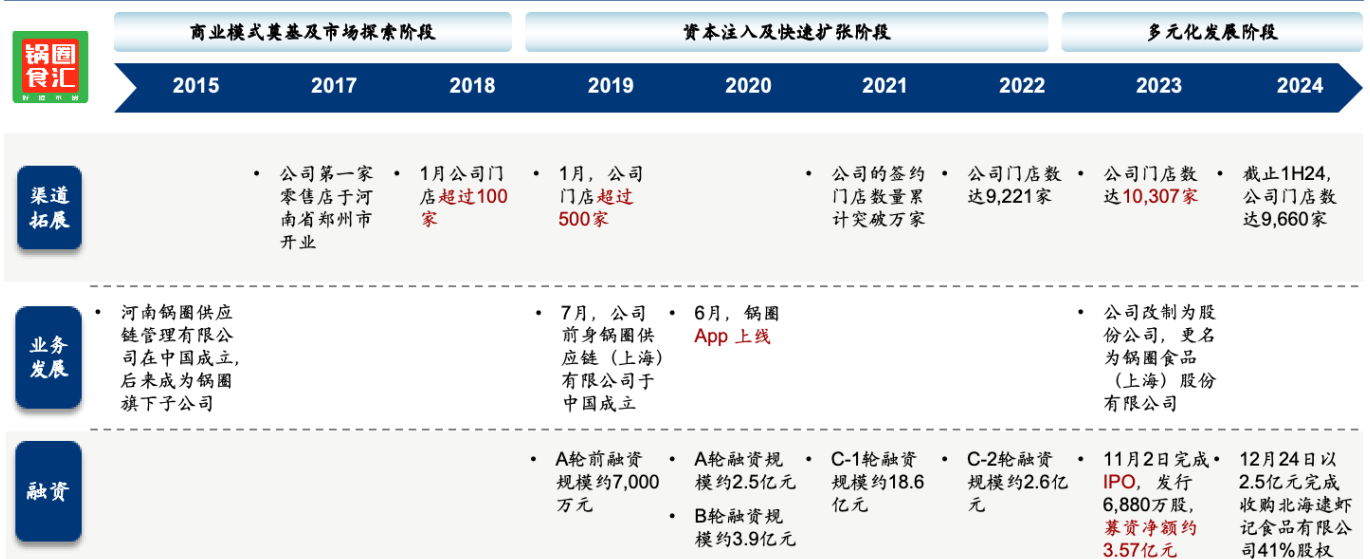 商业模式奠基及市场探索阶段
资本注入及快速扩张阶段
多元化发展阶段
锅圈
食汇
2015
2017
2018
2019
2020
2021
2022
2023
2024
渠道
拓展
• 公司第一家
零售店于河
南省郑州市
开业
• 1月公司门
店超过100
家
• 1月，公司
门店超过
500家
• 公司的签约
门店数量累
计突破万家
• 公司门店数
达9,221家
• 公司门店数
达10,307家
• 截止1H24,
公司门店数
达9,660家
业务
发展
• 河南锅圈供应
链管理有限公
司在中国成立,
后来成为锅圈
旗下子公司
• 7月，公司
前身锅圈供
应链（上海）
有限公司于
中国成立
• 6月，锅圈
App 上线
• 公司改制为股
份公司，更名
为锅圈食品
（上海）股份
有限公司
融资
• A轮前融资
规模约7,000
万元
• A轮融资规
模约2.5亿元
• B轮融资规
模约3.9亿元
• C-1轮融资
规模约18.6
亿元
• C-2轮融资
规模约2.6亿
元
• 11月2日完成
IPO，发行
6,880万股，
募资净额约
3.57亿元
• 12月24日以
2.5亿元完成
收购北海逮虾
记食品有限公
司41%股权